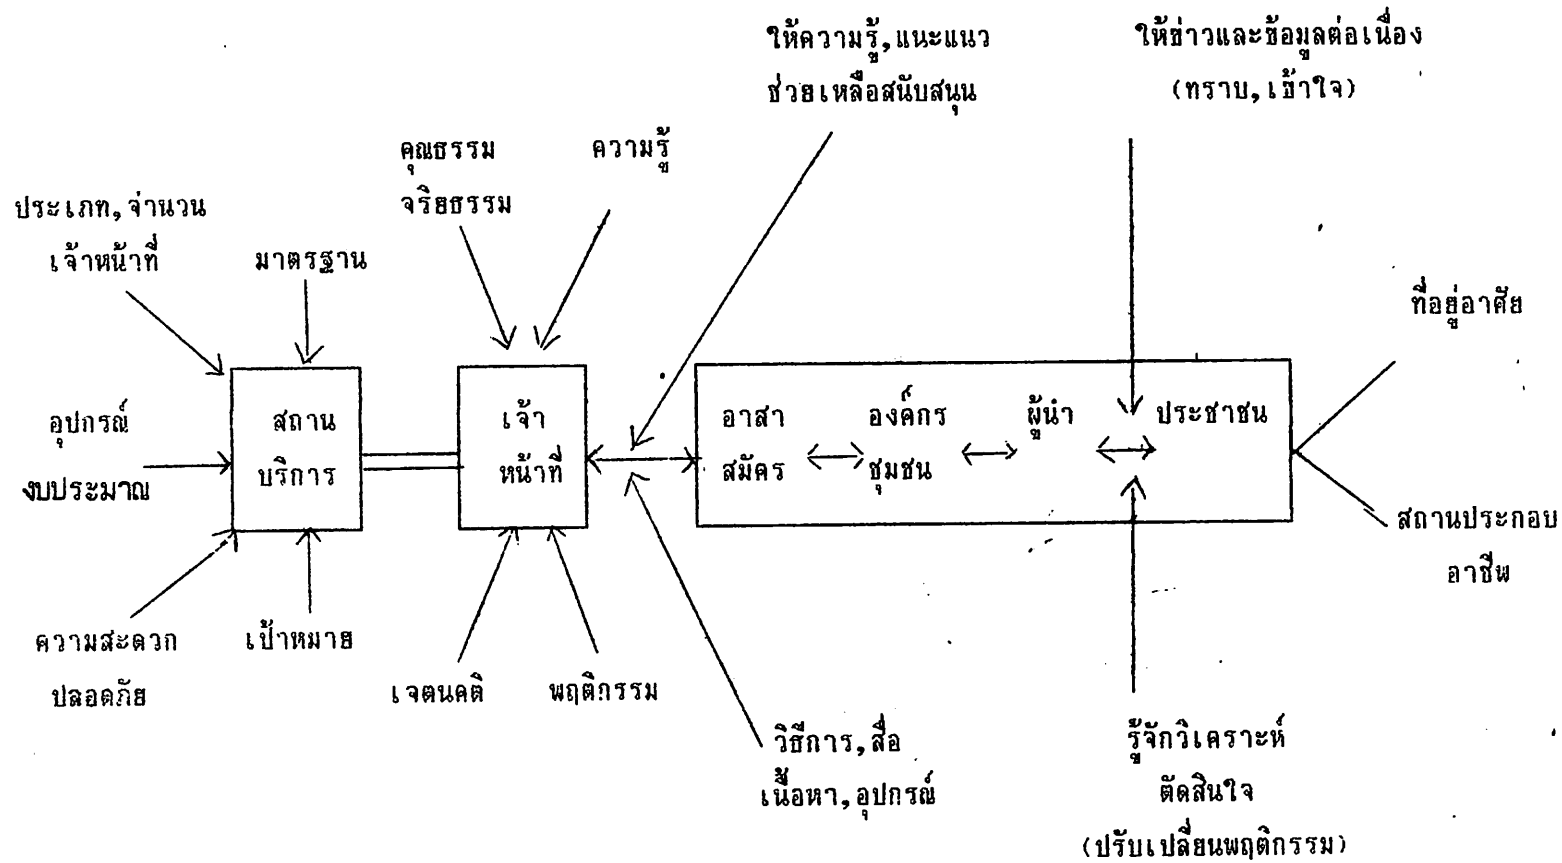 ให้ความรู้,แนะแนว
ช่วยเหลือสนับสนุน
ให้ข่าวและข้อมูลต่อเนื่อง
(ทราบ,เข้าใจ)
คุณธรรม
จริยธรรม
ความรู้
ประเภท,จำนวน
เจ้าหน้าที่
มาตรฐาน
ที่อยู่อาศัย
อุปกรณ์
งบประมาณ
สถาน
บริการ
เจ้า
หน้าที่
อาสา
สมัคร
องค์กร
ชุมชน
ผู้นำ
ประชาชน
สถานประกอบ
อาชีพ
ความสะดวก
ปลอดภัย
เป้าหมาย
เจตนคติ
พฤติกรรม
วิธีการ,สื่อ
เนื้อหา,อุปกรณ์
รู้จักวิเคราะห์
ตัดสินใจ
(ปรับเปลี่ยนพฤติกรรม)